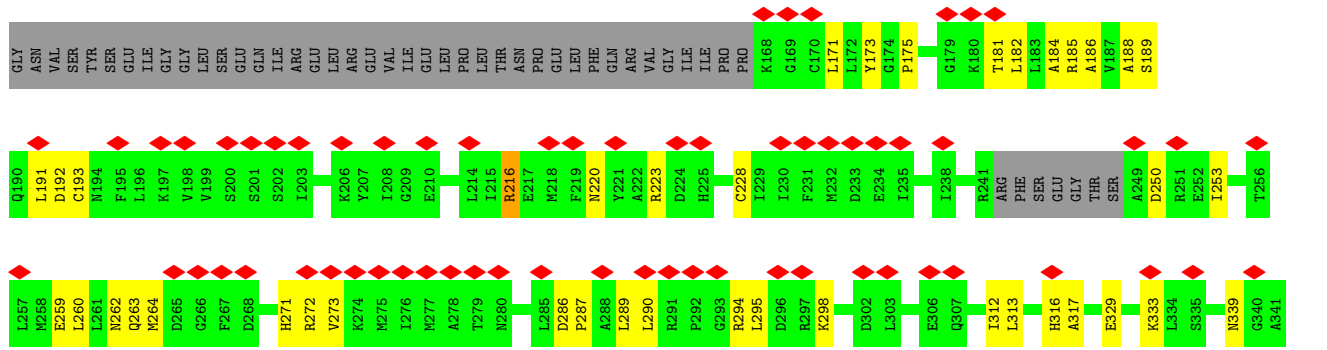 GLY ASN VAL SER TYR SER GLU ILE GLY GLY LEU SER GLU GLN ILE ARG GLU LEU ARG GLU VAL ILE GLU LEU PRO LEU THR ASN PRO GLU LEU PHE GLN ARG VAL GLY ILE ILE PRO PRO K168 G169 C170 L171 L172 Y173 G174 P175 G179 K180 T181 L182 L183 A184 R185 A186 V187 A188 S189
Q190 L191 D192 C193 N194 F195 L196 K197 V198 V199 S200 S201 S202 I203 K206 Y207 I208 G209 E210 L214 I215 R216 E217 M218 F219 N220 Y221 A222 R223 D224 H225 C228 I229 I230 F231 M232 D233 E234 I235 I238 R241 ARG PHE SER GLU GLY THR SER A249 D250 R251 E252 I253 T256
L257 M258 E259 L260 L261 N262 Q263 M264 D265 G266 F267 D268 H271 R272 V273 K274 M275 I276 M277 A278 T279 N280 L285 D286 P287 A288 L289 L290 R291 P292 G293 R294 L295 D296 R297 K298 D302 L303 E306 Q307 I312 L313 H316 A317 E329 K333 L334 S335 N339 G340 A341